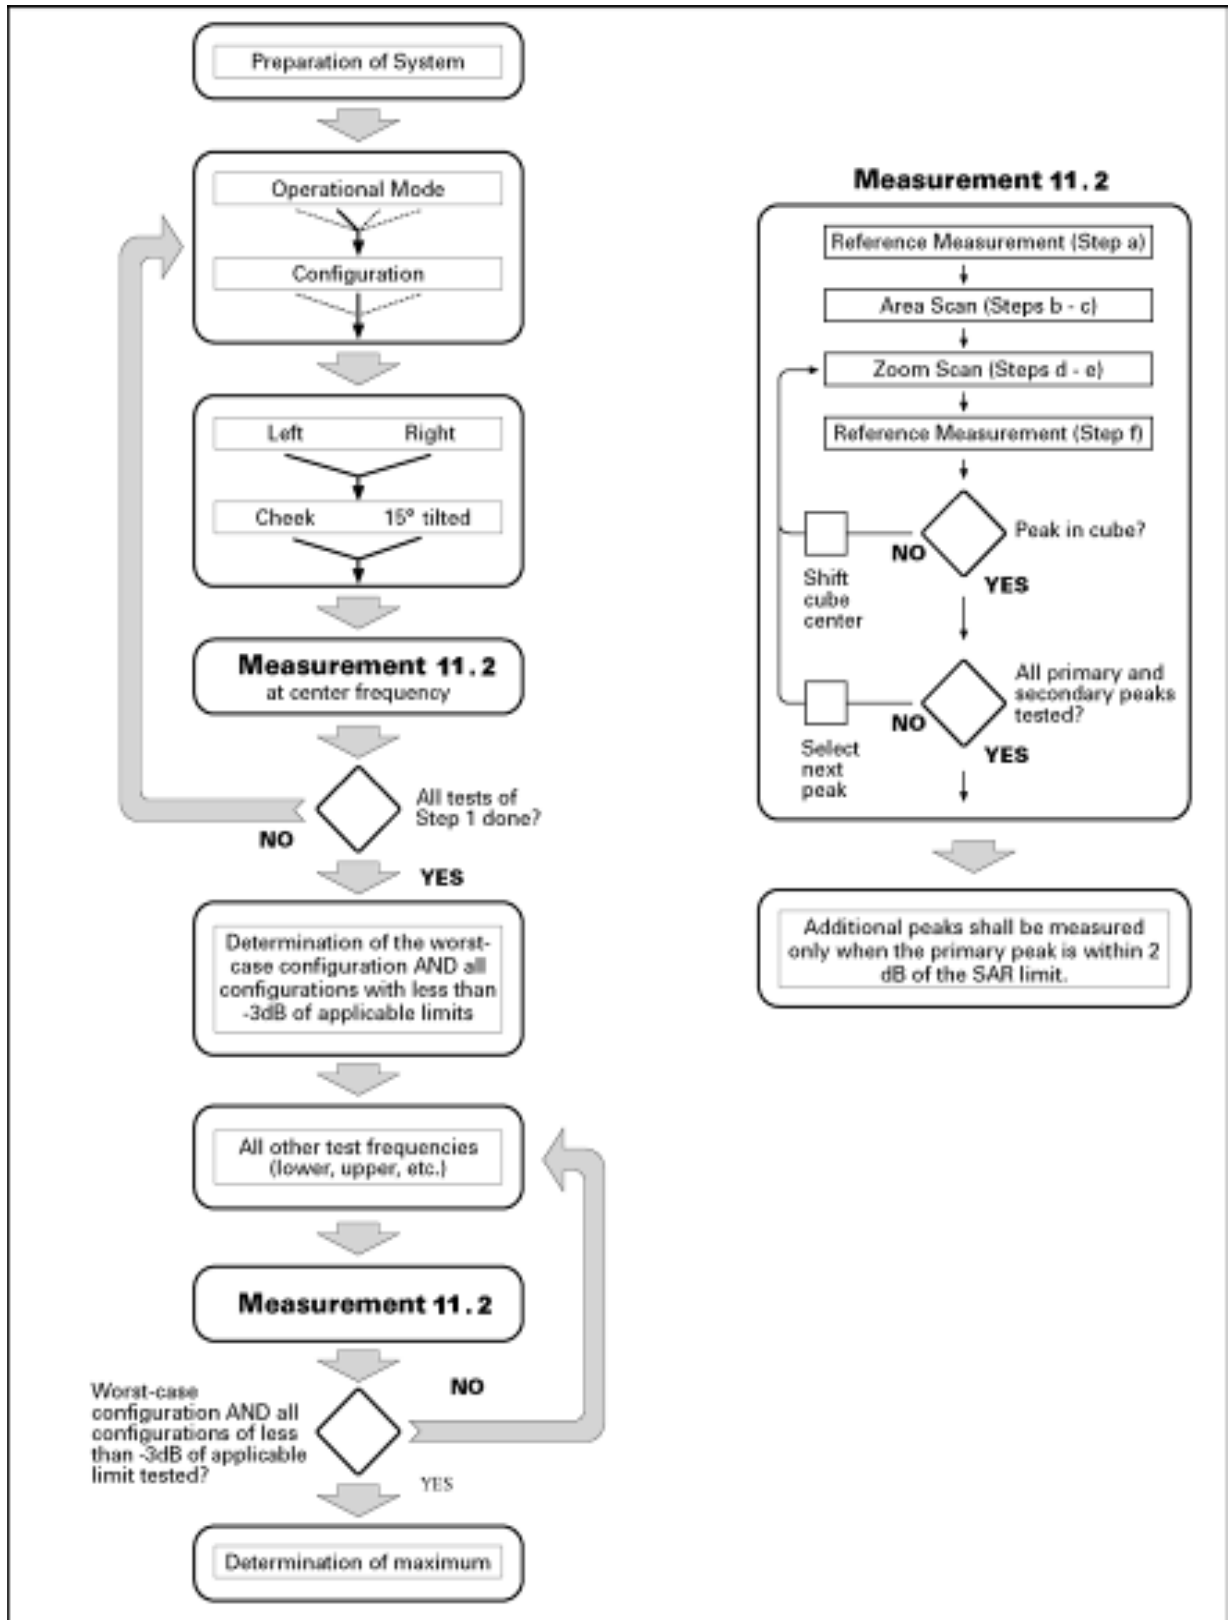 Preparation of System
Operational Mode
Configuration
Left Right
Cheek 15° tilted
Measurement 11.2
at center frequency
All tests of
Step 1 done?
NO
YES
Determination of the worst-
case configuration AND all
configurations with less than
-3dB of applicable limits
All other test frequencies
(lower, upper, etc.)
Measurement 11.2
NO
Worst-case
configuration AND all
configurations of less
than -3dB of applicable
limit tested?
YES
Determination of maximum
Measurement 11.2
Reference Measurement (Step a)
Area Scan (Steps b - c)
Zoom Scan (Steps d - e)
Reference Measurement (Step f)
Peak in cube?
NO
Shift
cube
center
YES
All primary and
secondary peaks
tested?
NO
Select
next
peak
YES
Additional peaks shall be measured
only when the primary peak is within 2
dB of the SAR limit.